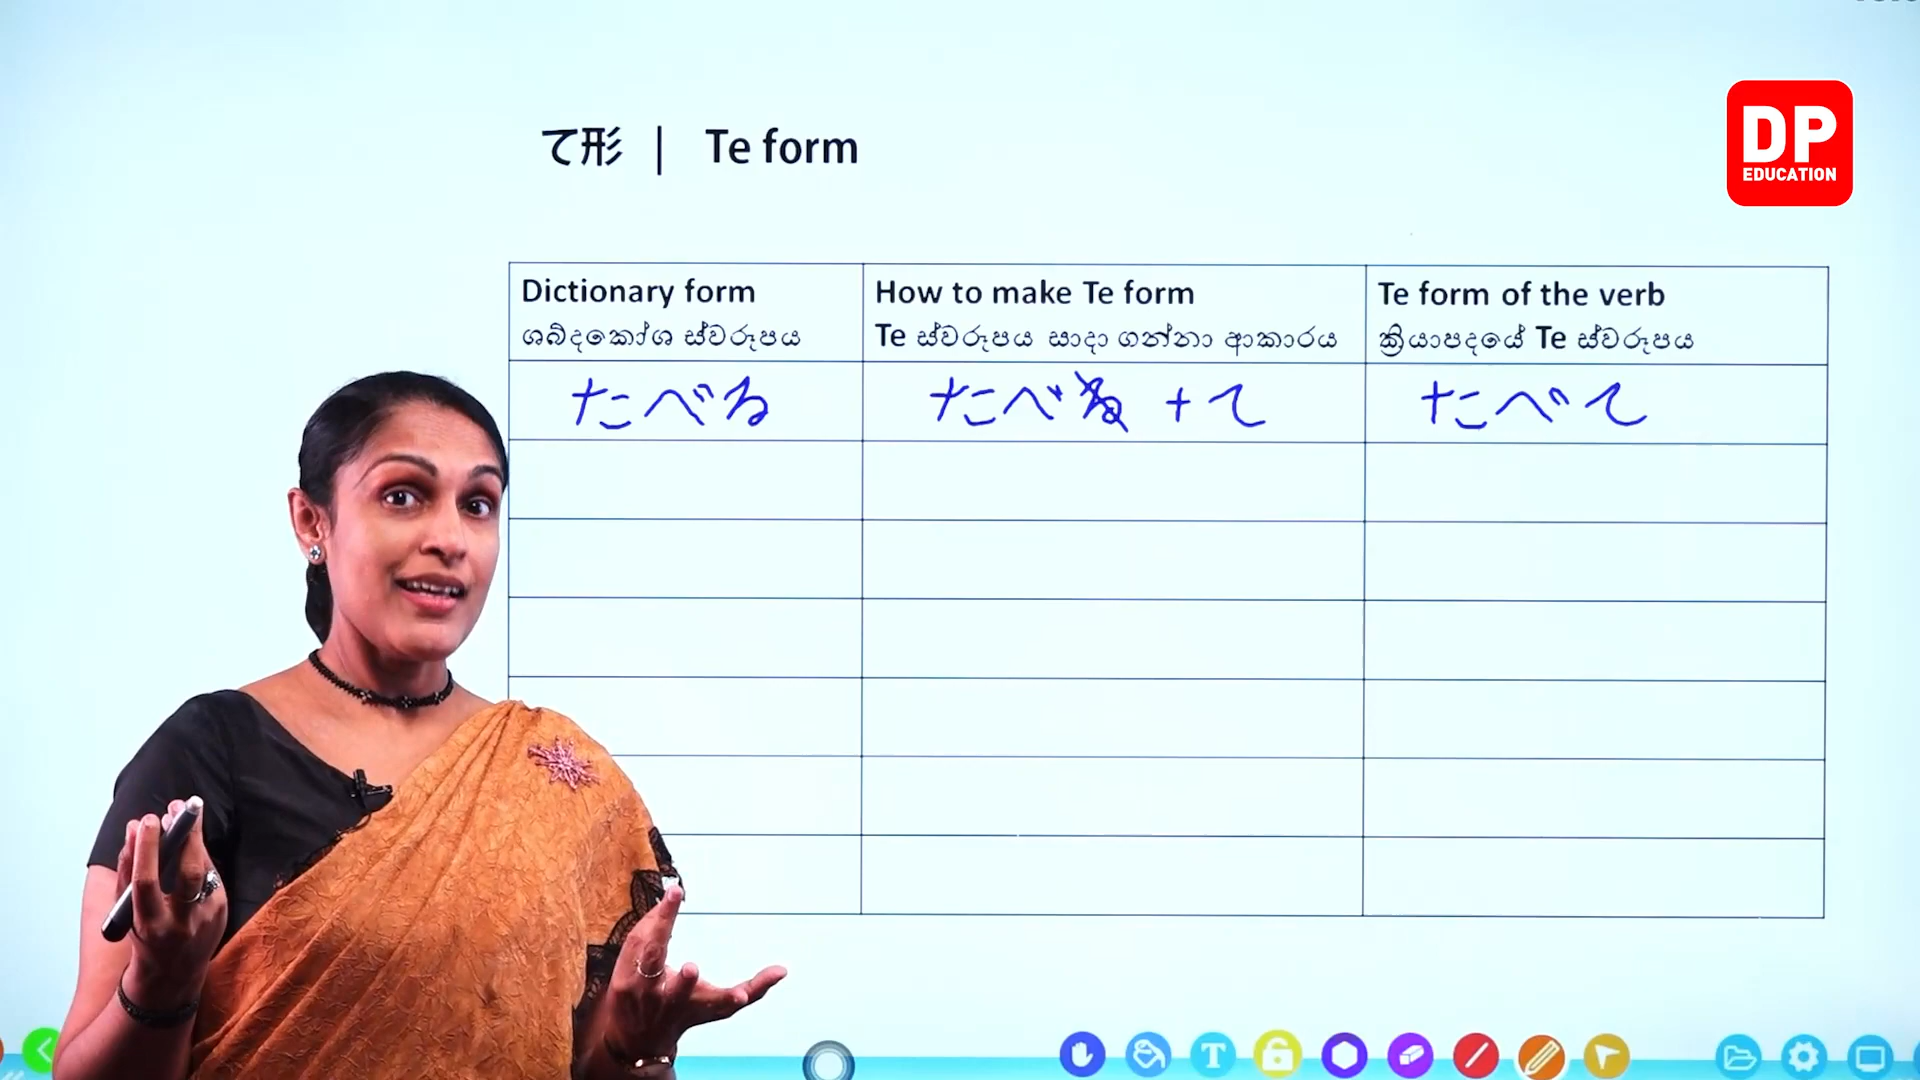 て形 | Te form
DP
EDUCATION
Dictionary form
ශබ්දකෝශ ස්වරූපය
How to make Te form
Te ස්වරූපය සාදා ගන්නා ආකාරය
Te form of the verb
ක්‍රියාපදයේ Te ස්වරූපය
たべる
たべる + て
たべて
T